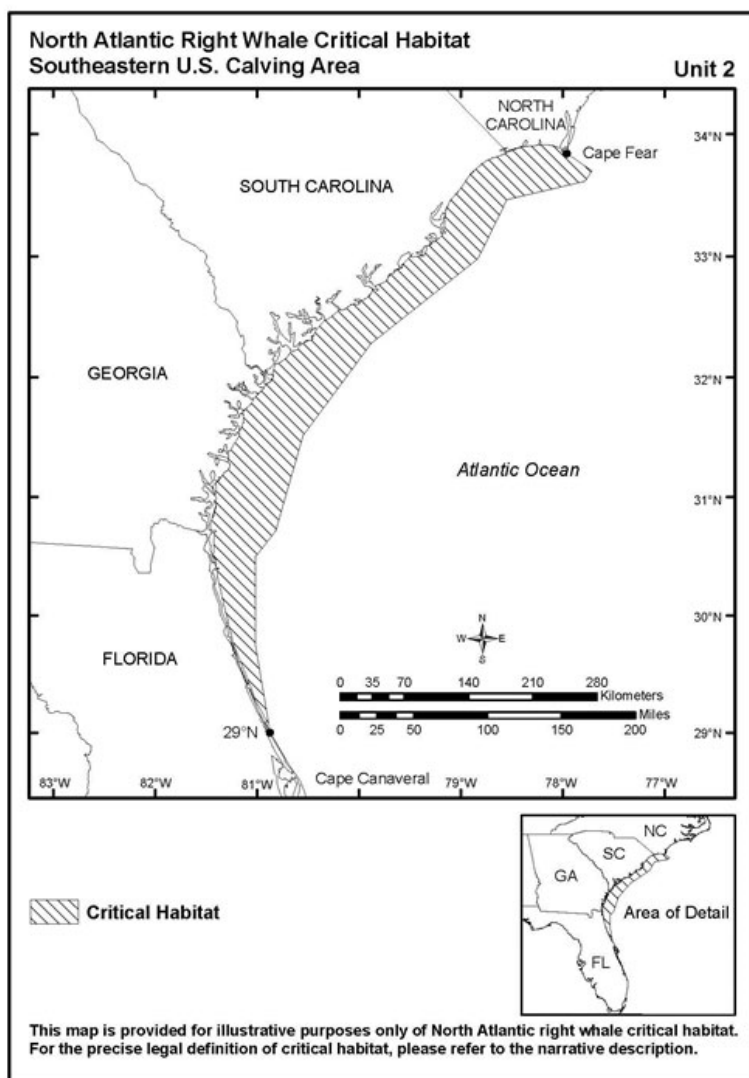 North Atlantic Right Whale Critical Habitat
Southeastern U.S. Calving Area
Unit 2
NORTH
CAROLINA
34°N
Cape Fear
SOUTH CAROLINA
33°N
32°N
GEORGIA
Atlantic Ocean
31°N
N
W E
S
30°N
FLORIDA
0 35 70 140 210 280
Kilometers
Miles
0 25 50 100 150 200
29°N
29°N
Cape Canaveral
83°W 82°W 81°W 79°W 78°W 77°W
NC
SC
GA
Area of Detail
FL
Critical Habitat
This map is provided for illustrative purposes only of North Atlantic right whale critical habitat.
For the precise legal definition of critical habitat, please refer to the narrative description.